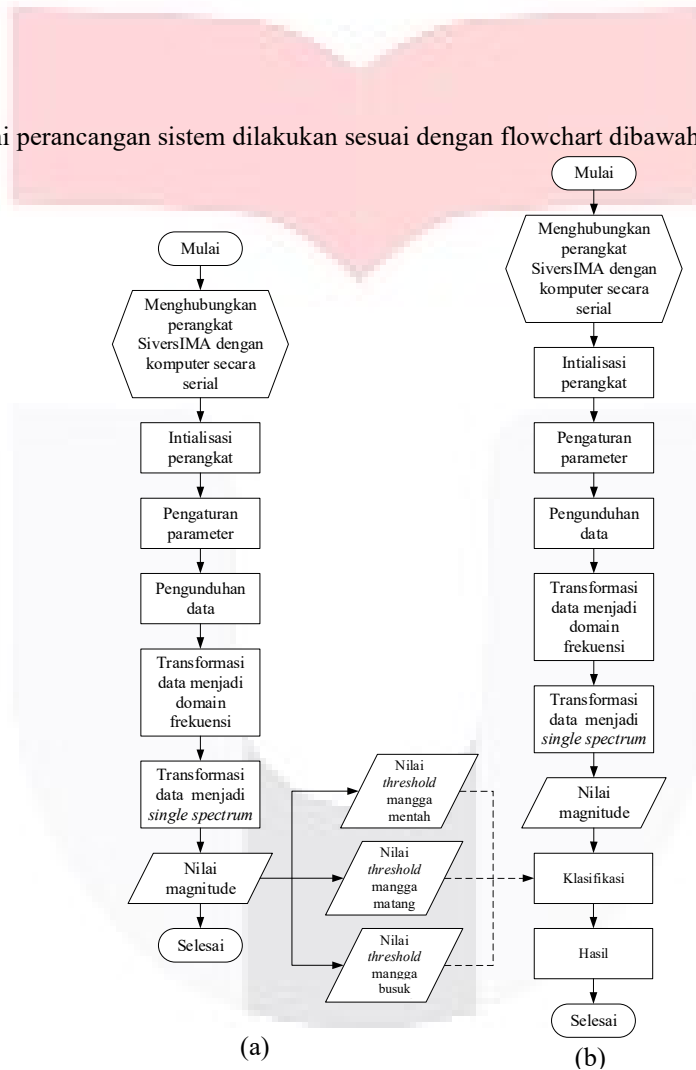 ni perancangan sistem dilakukan sesuai dengan flowchart dibawah
Mulai
Menghubungkan
perangkat
SiversIMA dengan
komputer secara
serial
Intialisasi
perangkat
Pengaturan
parameter
Pengunduhan
data
Transformasi
data menjadi
domain
frekuensi
Transformasi
data menjadi
single spectrum
Nilai
magnitude
Selesai
Nilai
threshold
mangga
mentah
Nilai
threshold
mangga
matang
Nilai
threshold
mangga
busuk
(a)
Mulai
Menghubungkan
perangkat
SiversIMA dengan
komputer secara
serial
Intialisasi
perangkat
Pengaturan
parameter
Pengunduhan
data
Transformasi
data menjadi
domain
frekuensi
Transformasi
data menjadi
single spectrum
Nilai
magnitude
Klasifikasi
Hasil
Selesai
(b)